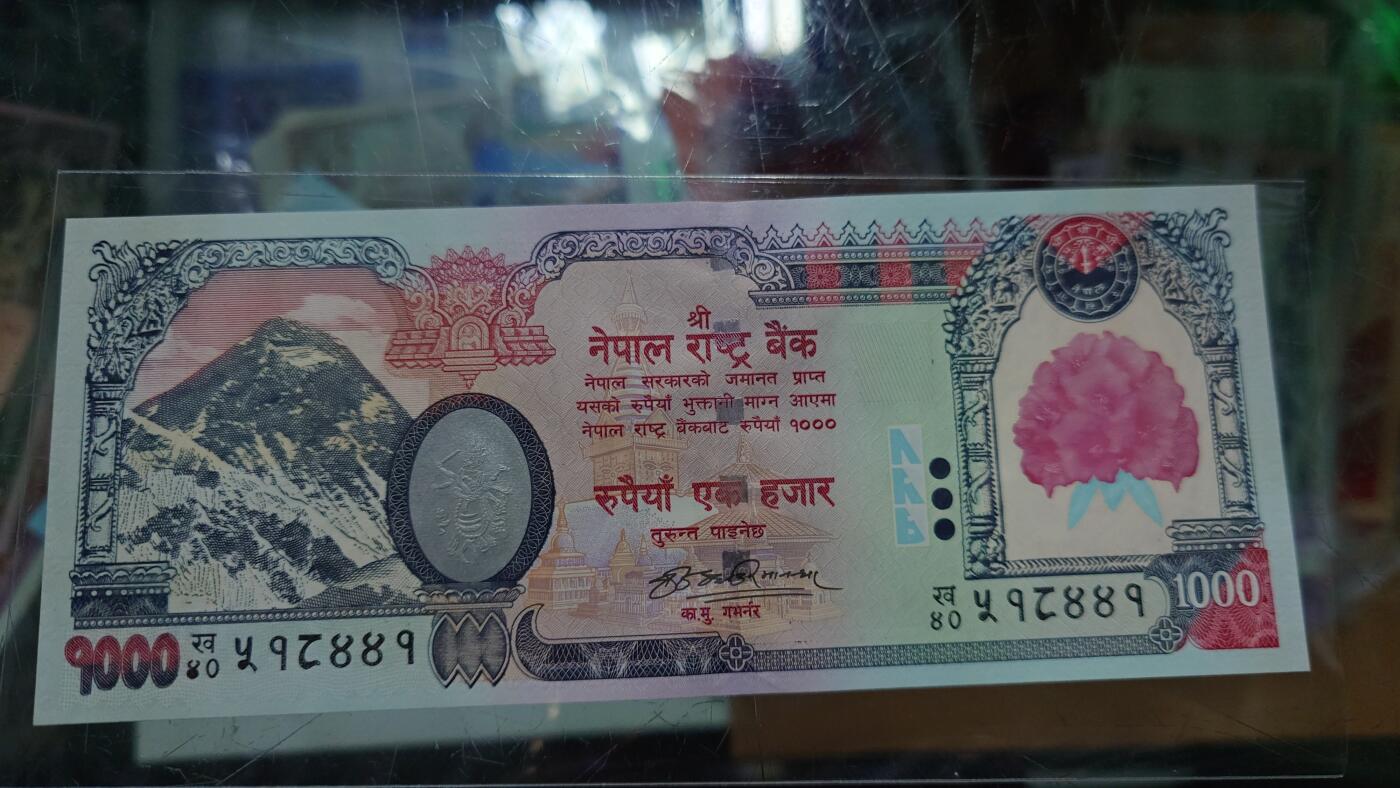 श्री
नेपाल राष्ट्र बैंक
नेपाल सरकारको जमानत प्राप्त
यसको रुपैयाँ भुक्तानी माग्न आएमा
नेपाल राष्ट्र बैंकबाट रुपैयाँ १०००
रुपैयाँ एक हजार
तुरुन्त पाइनेछ
का.मु. गभर्नर
NRB
१००० ख ४० ५१८४४१
ख ४० ५१८४४१
1000